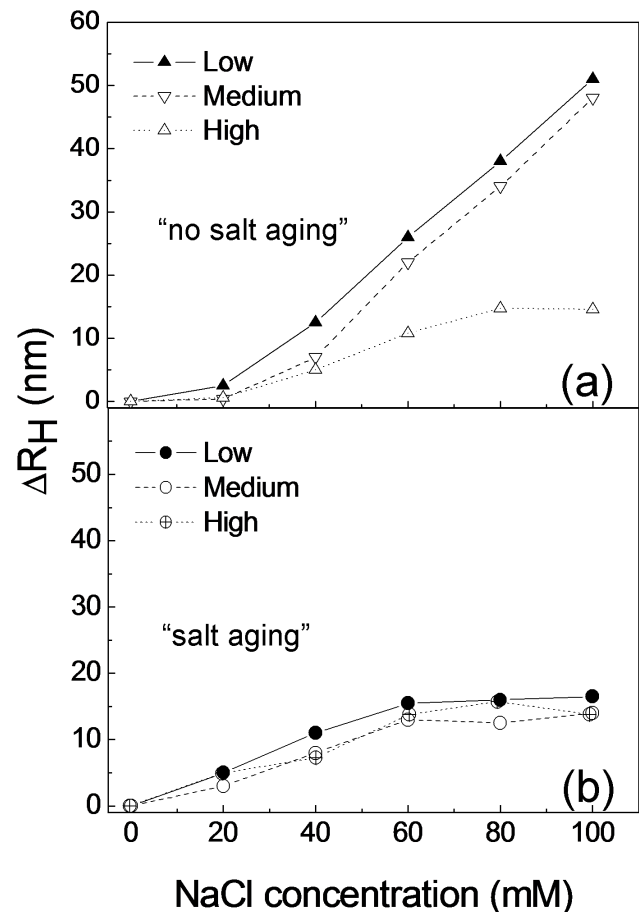 60
Low
50
Medium
High
40
30
“no salt aging”
20
10
0
(a)
ΔRH (nm)
Low
50
Medium
High
40
30
“salt aging”
20
10
0
(b)
0 20 40 60 80 100
NaCl concentration (mM)